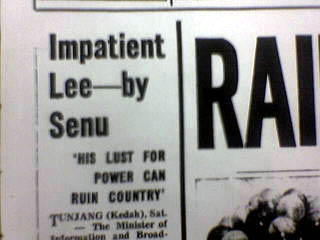 Impatient
Lee—by
Senu
'HIS LUST FOR
POWER CAN
RUIN COUNTRY'
TUNJANG (Kedah), Sat.
— The Minister of
Information and Broad-
RAI